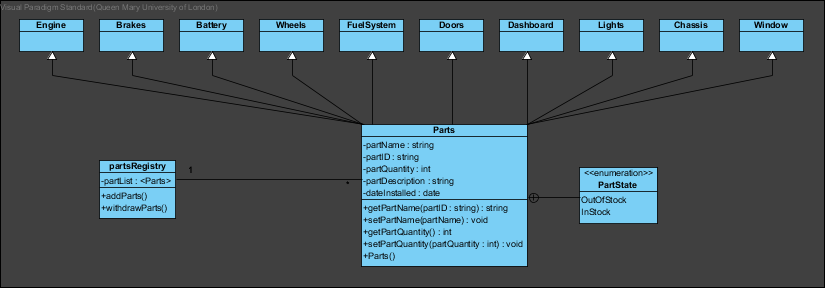 Visual Paradigm Standard(Queen Mary University of London)
Engine
Brakes
Battery
Wheels
FuelSystem
Doors
Dashboard
Lights
Chassis
Window
Parts
-partName : string
-partID : string
-partQuantity : int
-partDescription : string
-dateInstalled : date
+getPartName(partID : string) : string
+setPartName(partName) : void
+getPartQuantity() : int
+setPartQuantity(partQuantity : int) : void
+Parts()
partsRegistry
-partList : <Parts>
+addParts()
+withdrawParts()
1
*
<<enumeration>>
PartState
OutOfStock
InStock